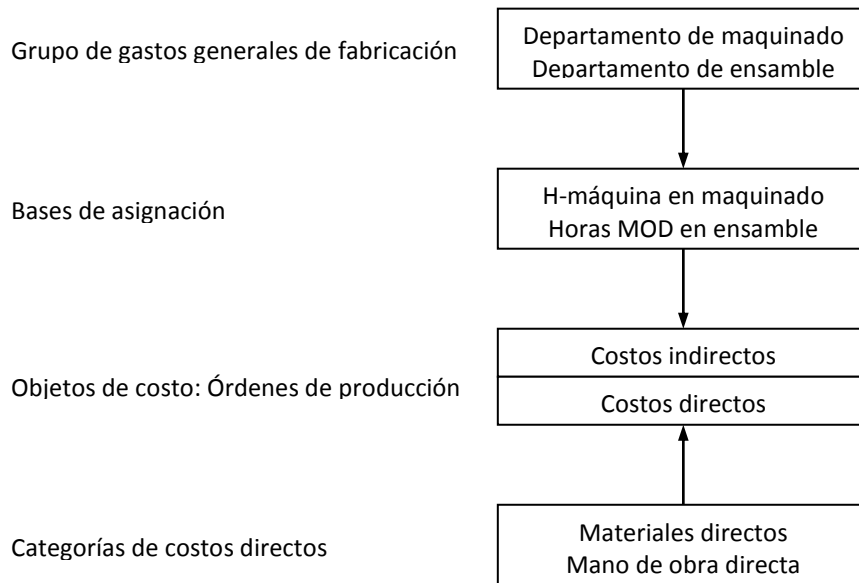 Grupo de gastos generales de fabricación
Departamento de maquinado
Departamento de ensamble
Bases de asignación
H-máquina en maquinado
Horas MOD en ensamble
Objetos de costo: Órdenes de producción
Costos indirectos
Costos directos
Categorías de costos directos
Materiales directos
Mano de obra directa